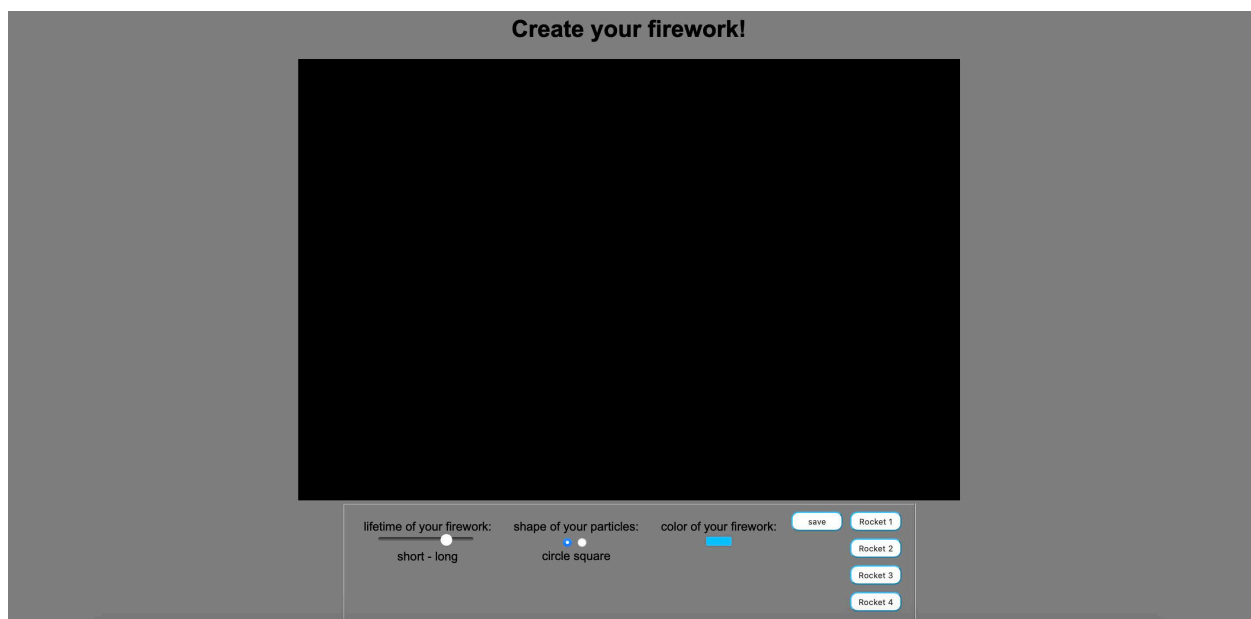 Create your firework!
lifetime of your firework:
short - long
shape of your particles:
circle square
color of your firework:
save
Rocket 1
Rocket 2
Rocket 3
Rocket 4